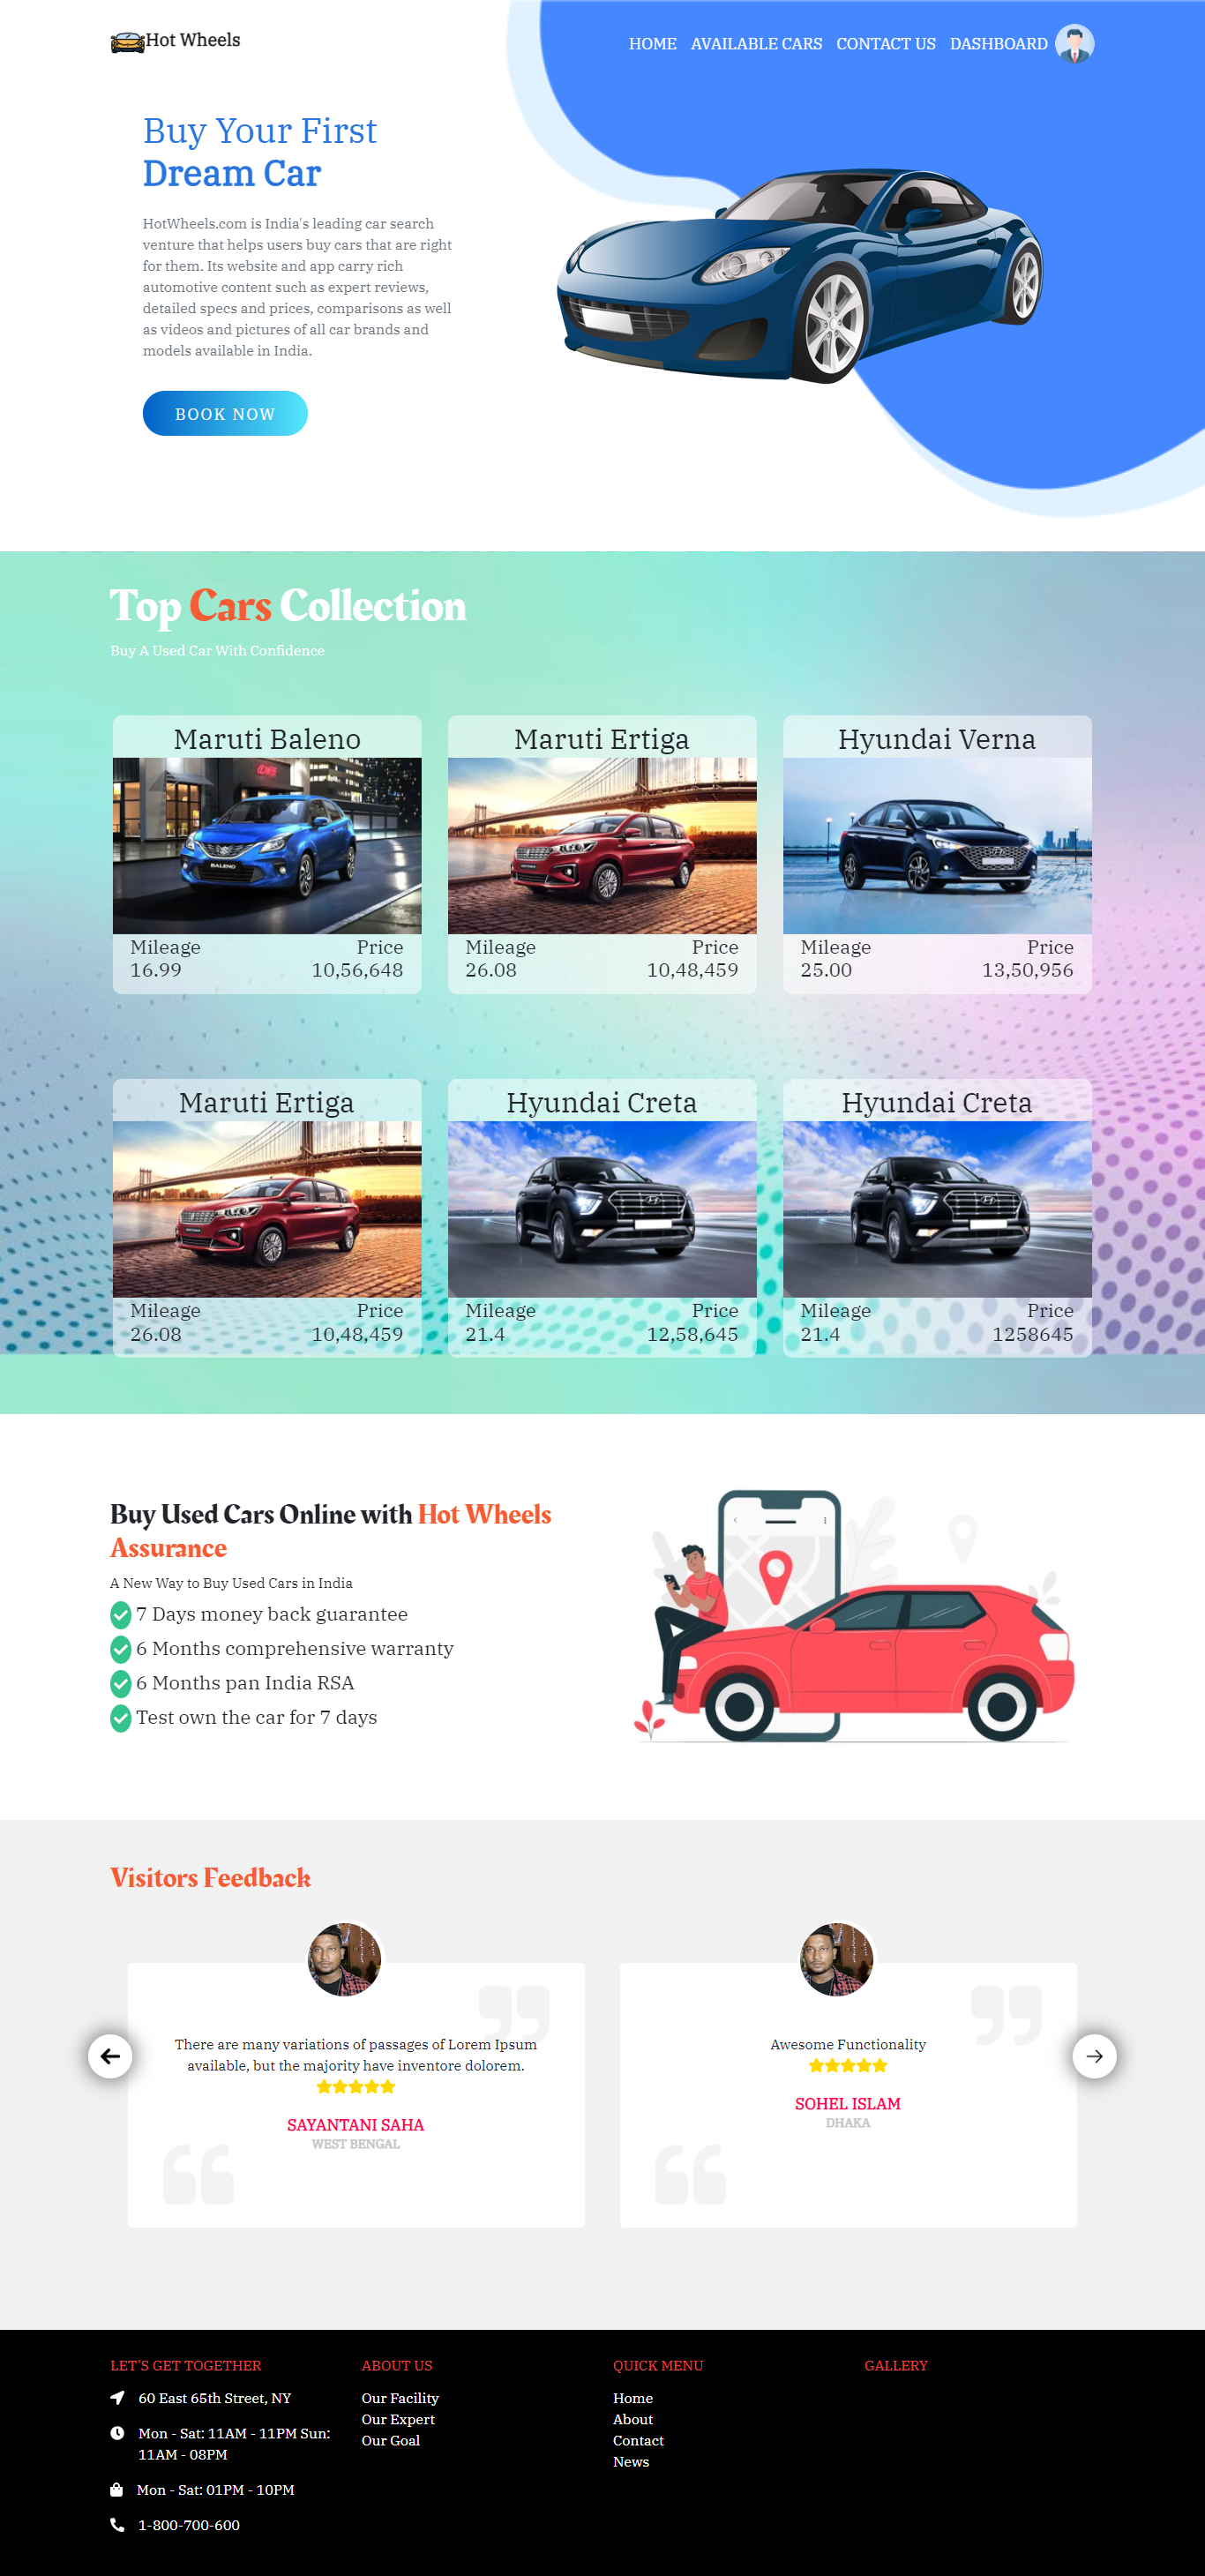 Hot Wheels
HOME AVAILABLE CARS CONTACT US DASHBOARD
Buy Your First
Dream Car
HotWheels.com is India's leading car search
venture that helps users buy cars that are right
for them. Its website and app carry rich
automotive content such as expert reviews,
detailed specs and prices, comparisons as well
as videos and pictures of all car brands and
models available in India.
BOOK NOW
Top Cars Collection
Buy A Used Car With Confidence
Maruti Baleno
BALENO
Mileage Price
16.99 10,56,648
Maruti Ertiga
Mileage Price
26.08 10,48,459
Hyundai Verna
Mileage Price
25.00 13,50,956
Maruti Ertiga
Mileage Price
26.08 10,48,459
Hyundai Creta
Mileage Price
21.4 12,58,645
Hyundai Creta
Mileage Price
21.4 1258645
Buy Used Cars Online with Hot Wheels
Assurance
A New Way to Buy Used Cars in India
7 Days money back guarantee
6 Months comprehensive warranty
6 Months pan India RSA
Test own the car for 7 days
Visitors Feedback
There are many variations of passages of Lorem Ipsum
available, but the majority have inventore dolorem.
SAYANTANI SAHA
WEST BENGAL
Awesome Functionality
SOHEL ISLAM
DHAKA
LET'S GET TOGETHER
60 East 65th Street, NY
Mon - Sat: 11AM - 11PM Sun:
11AM - 08PM
Mon - Sat: 01PM - 10PM
1-800-700-600
ABOUT US
Our Facility
Our Expert
Our Goal
QUICK MENU
Home
About
Contact
News
GALLERY